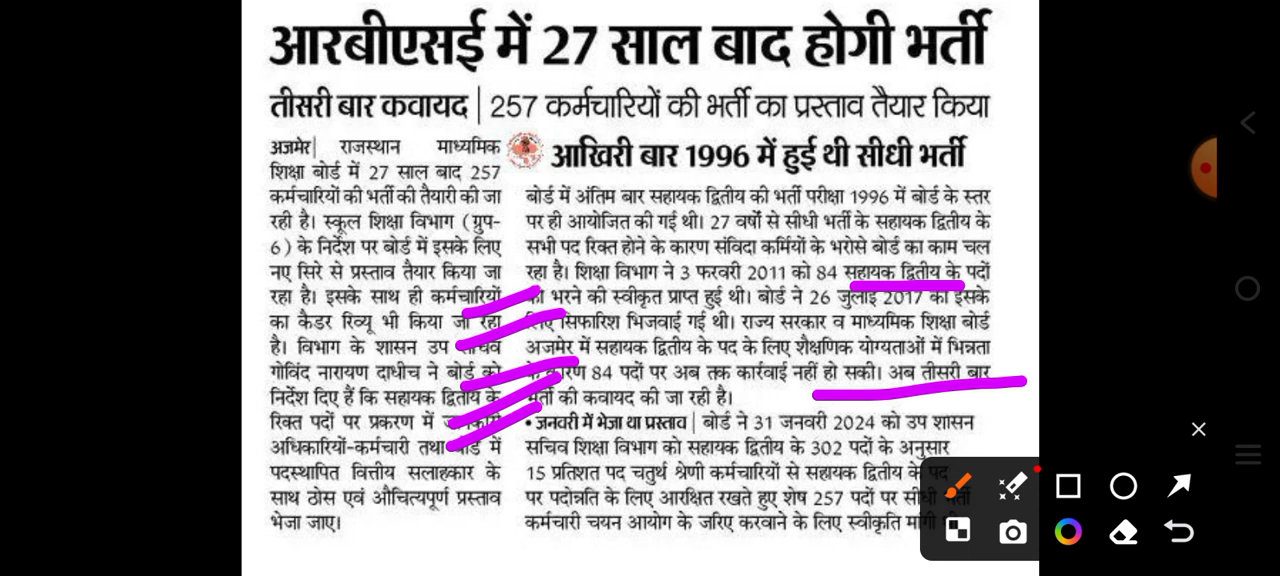 आरबीएसई में 27 साल बाद होगी भर्ती
तीसरी बार कवायद | 257 कर्मचारियों की भर्ती का प्रस्ताव तैयार किया
अजमेर| राजस्थान माध्यमिक
शिक्षा बोर्ड में 27 साल बाद 257
कर्मचारियों की भर्ती की तैयारी की जा
रही है। स्कूल शिक्षा विभाग (ग्रुप-
6) के निर्देश पर बोर्ड में इसके लिए
नए सिरे से प्रस्ताव तैयार किया जा
रहा है। इसके साथ ही कर्मचारियों
का कैडर रिव्यू भी किया जा रहा
है। विभाग के शासन उप
गोविंद नारायण दाधीच ने बोर्ड को
निर्देश दिए हैं कि सहायक द्वितीय के
रिक्त पदों पर प्रकरण में
अधिकारियों-कर्मचारी तथा में
पदस्थापित वित्तीय सलाहकार के
साथ ठोस एवं औचित्यपूर्ण प्रस्ताव
भेजा जाए।
आखिरी बार 1996 में हुई थी सीधी भर्ती
बोर्ड में अंतिम बार सहायक द्वितीय की भर्ती परीक्षा 1996 में बोर्ड के स्तर
पर ही आयोजित की गई थी। 27 वर्षों से सीधी भर्ती के सहायक द्वितीय के
सभी पद रिक्त होने के कारण संविदा कर्मियों के भरोसे बोर्ड का काम चल
रहा है। शिक्षा विभाग ने 3 फरवरी 2011 को 84 सहायक द्वितीय के पदों
भरने की स्वीकृत प्राप्त हुई थी। बोर्ड ने 26 जुलाई 2017 को इसके
लिए सिफारिश भिजवाई गई थी। राज्य सरकार व माध्यमिक शिक्षा बोर्ड
अजमेर में सहायक द्वितीय के पद के लिए शैक्षणिक योग्यताओं में भिन्नता
के कारण 84 पदों पर अब तक कार्रवाई नहीं हो सकी। अब तीसरी बार
भर्ती की कवायद की जा रही है।
• जनवरी में भेजा था प्रस्ताव | बोर्ड ने 31 जनवरी 2024 को उप शासन
सचिव शिक्षा विभाग को सहायक द्वितीय के 302 पदों के अनुसार
15 प्रतिशत पद चतुर्थ श्रेणी कर्मचारियों से सहायक द्वितीय के पद
पर पदोन्नति के लिए आरक्षित रखते हुए शेष 257 पदों पर सीधी भर्ती
कर्मचारी चयन आयोग के जरिए करवाने के लिए स्वीकृति